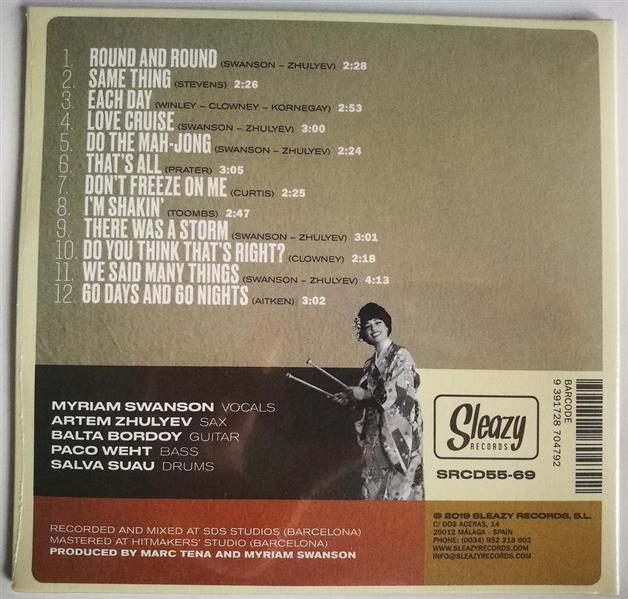 1. ROUND AND ROUND (SWANSON – ZHULYEV) 2:28
2. SAME THING (STEVENS) 2:26
3. EACH DAY (WINLEY – CLOWNEY – KORNEGAY) 2:53
4. LOVE CRUISE (SWANSON – ZHULYEV) 3:00
5. DO THE MAH-JONG (SWANSON – ZHULYEV) 2:24
6. THAT'S ALL (PRATER) 3:05
7. DON'T FREEZE ON ME (CURTIS) 2:25
8. I'M SHAKIN' (TOOMBS) 2:47
9. THERE WAS A STORM (SWANSON – ZHULYEV) 3:01
10. DO YOU THINK THAT'S RIGHT? (CLOWNEY) 2:18
11. WE SAID MANY THINGS (SWANSON – ZHULYEV) 4:13
12. 60 DAYS AND 60 NIGHTS (AITKEN) 3:02
MYRIAM SWANSON VOCALS
ARTEM ZHULYEV SAX
BALTA BORDOY GUITAR
PACO WEHT BASS
SALVA SUAU DRUMS
Sleazy
RECORDS
SRCD55-69
BARCODE
9 391728 704792
RECORDED AND MIXED AT SDS STUDIOS (BARCELONA)
MASTERED AT HITMAKERS' STUDIO (BARCELONA)
PRODUCED BY MARC TENA AND MYRIAM SWANSON
© 2019 SLEAZY RECORDS, S.L.
C/ DOS ACERAS, 14
29012 MÁLAGA - SPAIN
PHONE: (0034) 952 218 603
WWW.SLEAZYRECORDS.COM
INFO@SLEAZYRECORDS.COM